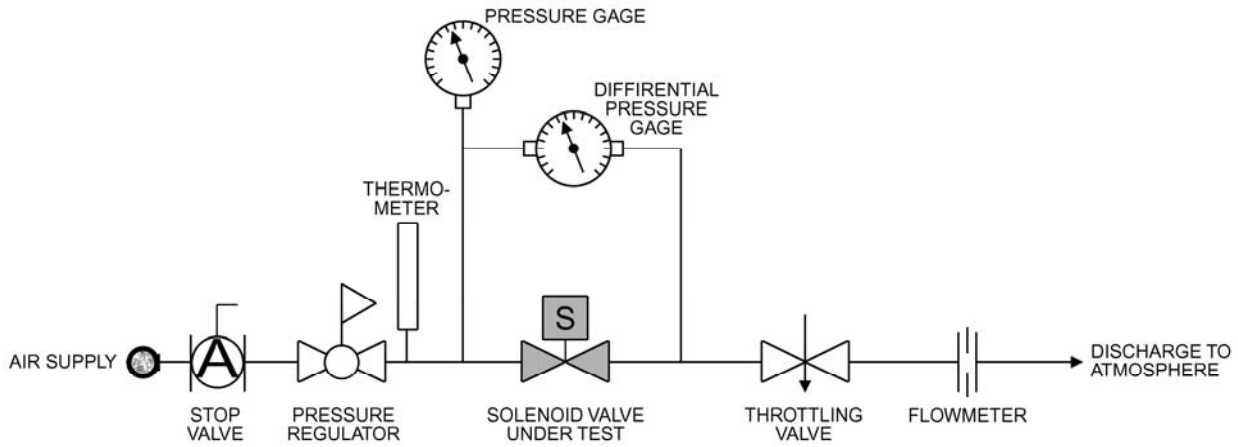 PRESSURE GAGE
DIFFIRENTIAL
PRESSURE
GAGE
THERMO-
METER
S
AIR SUPPLY
A
DISCHARGE TO
ATMOSPHERE
STOP
VALVE
PRESSURE
REGULATOR
SOLENOID VALVE
UNDER TEST
THROTTLING
VALVE
FLOWMETER